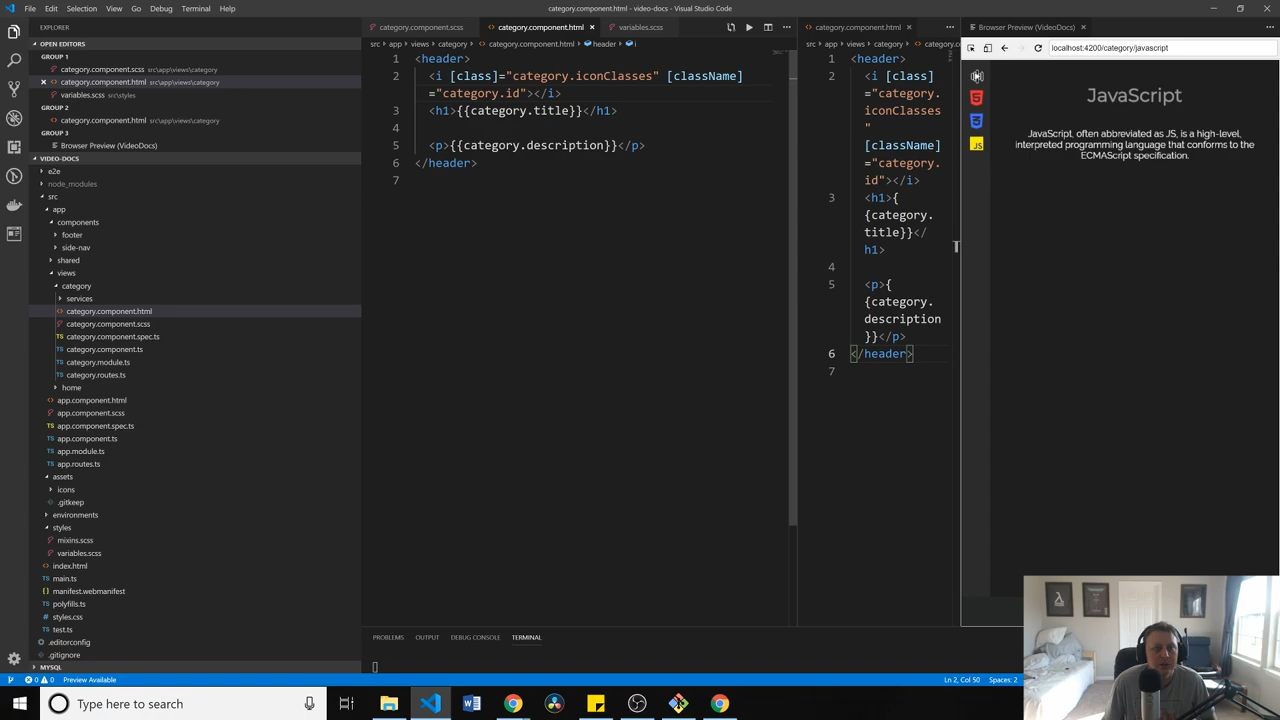 File Edit Selection View Go Debug Terminal Help
category.component.html - video-docs - Visual Studio Code
EXPLORER
OPEN EDITORS
GROUP 1
category.component.scss src\app\views\category
category.component.html src\app\views\category
variables.scss src\styles
GROUP 2
category.component.html src\app\views\category
GROUP 3
Browser Preview (VideoDocs)
VIDEO-DOCS
e2e
node_modules
src
app
components
footer
side-nav
shared
views
category
services
category.component.html
category.component.scss
category.component.spec.ts
category.component.ts
category.module.ts
category.routes.ts
home
app.component.html
app.component.scss
app.component.spec.ts
app.component.ts
app.module.ts
app.routes.ts
assets
icons
.gitkeep
environments
styles
mixins.scss
variables.scss
index.html
main.ts
manifest.webmanifest
polyfills.ts
styles.css
test.ts
.editorconfig
.gitignore
MYSQL
category.component.scss category.component.html variables.scss
src app views category category.component.html header i
1 <header>
2 <i [class]="category.iconClasses" [className]
="category.id"></i>
3 <h1>{{category.title}}</h1>
4
5 <p>{{category.description}}</p>
6 </header>
7
category.component.html
src app views category category.co
1 <header>
2 <i [class]
="category.
iconClasses
"
[className]
="category.
id"></i>
3 <h1>{
{category.
title}}</
h1>
4
5 <p>{
{category.
description
}}</p>
6 </header>
7
Browser Preview (VideoDocs)
localhost:4200/category/javascript
JS
JavaScript
JavaScript, often abbreviated as JS, is a high-level,
interpreted programming language that conforms to the
ECMAScript specification.
PROBLEMS OUTPUT DEBUG CONSOLE TERMINAL
0 0 Preview Available
Ln 2, Col 50 Spaces: 2
Type here to search